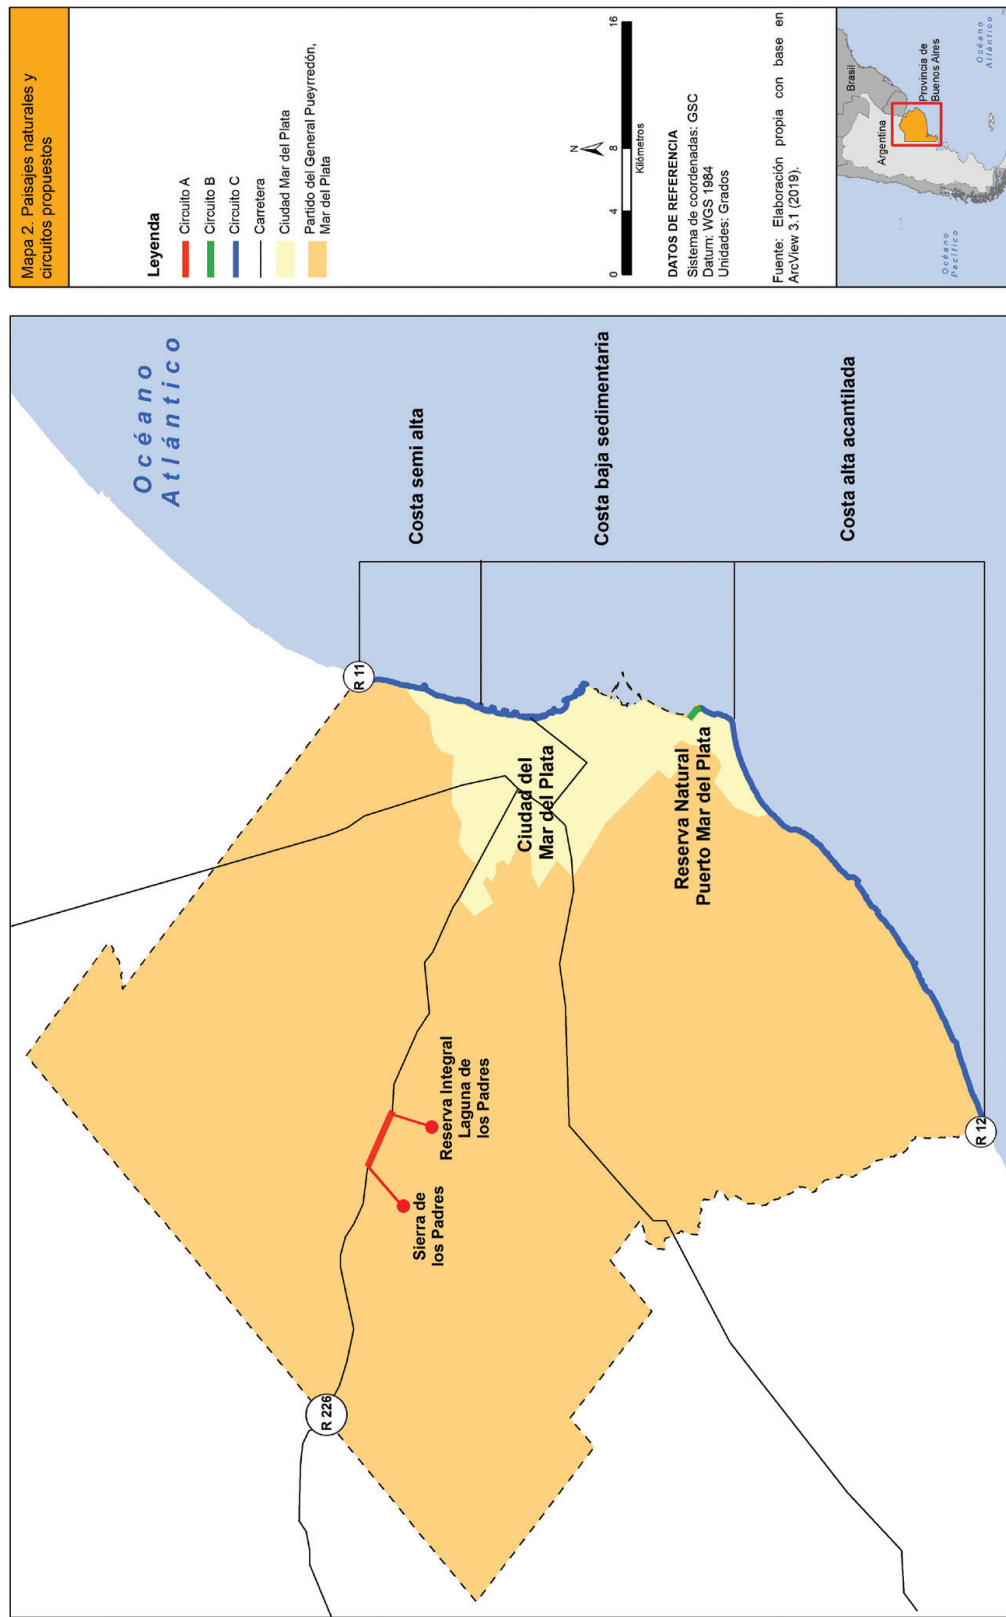 Mapa 2. Paisajes naturales y
circuitos propuestos
Leyenda
Circuito A
Circuito B
Circuito C
Carretera
Ciudad Mar del Plata
Partido del General Pueyrredón,
Mar del Plata
N
0 4 8 16
Kilómetros
DATOS DE REFERENCIA
Sistema de coordenadas: GSC
Datum: WGS 1984
Unidades: Grados
Fuente: Elaboración propia con base en
ArcView 3.1 (2019).
Brasil
Argentina
Provincia de
Buenos Aires
Océano
Pacífico
Océano
Atlántico
Océano
Atlántico
R 11
Costa semi alta
Costa baja sedimentaria
Costa alta acantilada
Ciudad del
Mar del Plata
Reserva Natural
Puerto Mar del Plata
Reserva Integral
Laguna de
los Padres
Sierra de
los Padres
R 226
R 12